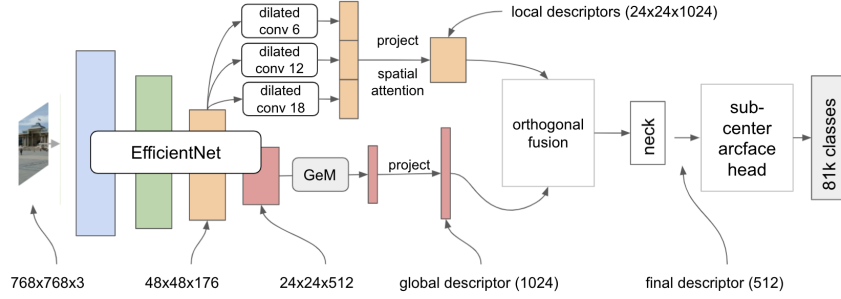 dilated
conv 6
dilated
conv 12
dilated
conv 18
project
spatial
attention
local descriptors (24x24x1024)
EfficientNet
GeM
project
orthogonal
fusion
neck
sub-
center
arcface
head
81k classes
768x768x3
48x48x176
24x24x512
global descriptor (1024)
final descriptor (512)